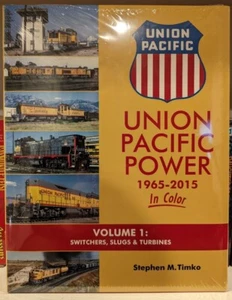 UNION
PACIFIC
UNION
PACIFIC
POWER
1965-2015
In Color
VOLUME 1:
SWITCHERS, SLUGS & TURBINES
Stephen M. Timko